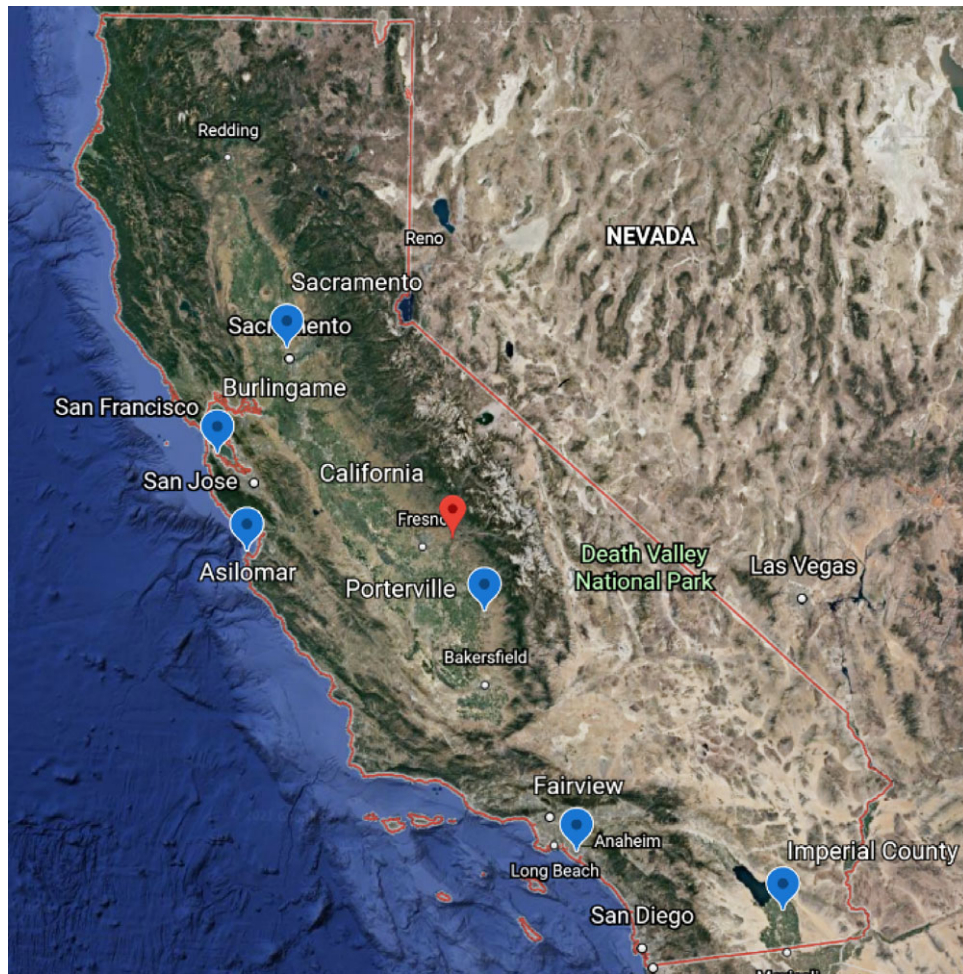 Redding
Reno
NEVADA
Sacramento
Burlingame
San Francisco
San Jose
California
Fresno
Asilomar
Porterville
Death Valley
National Park
Las Vegas
Bakersfield
Fairview
Anaheim
Long Beach
Imperial County
San Diego